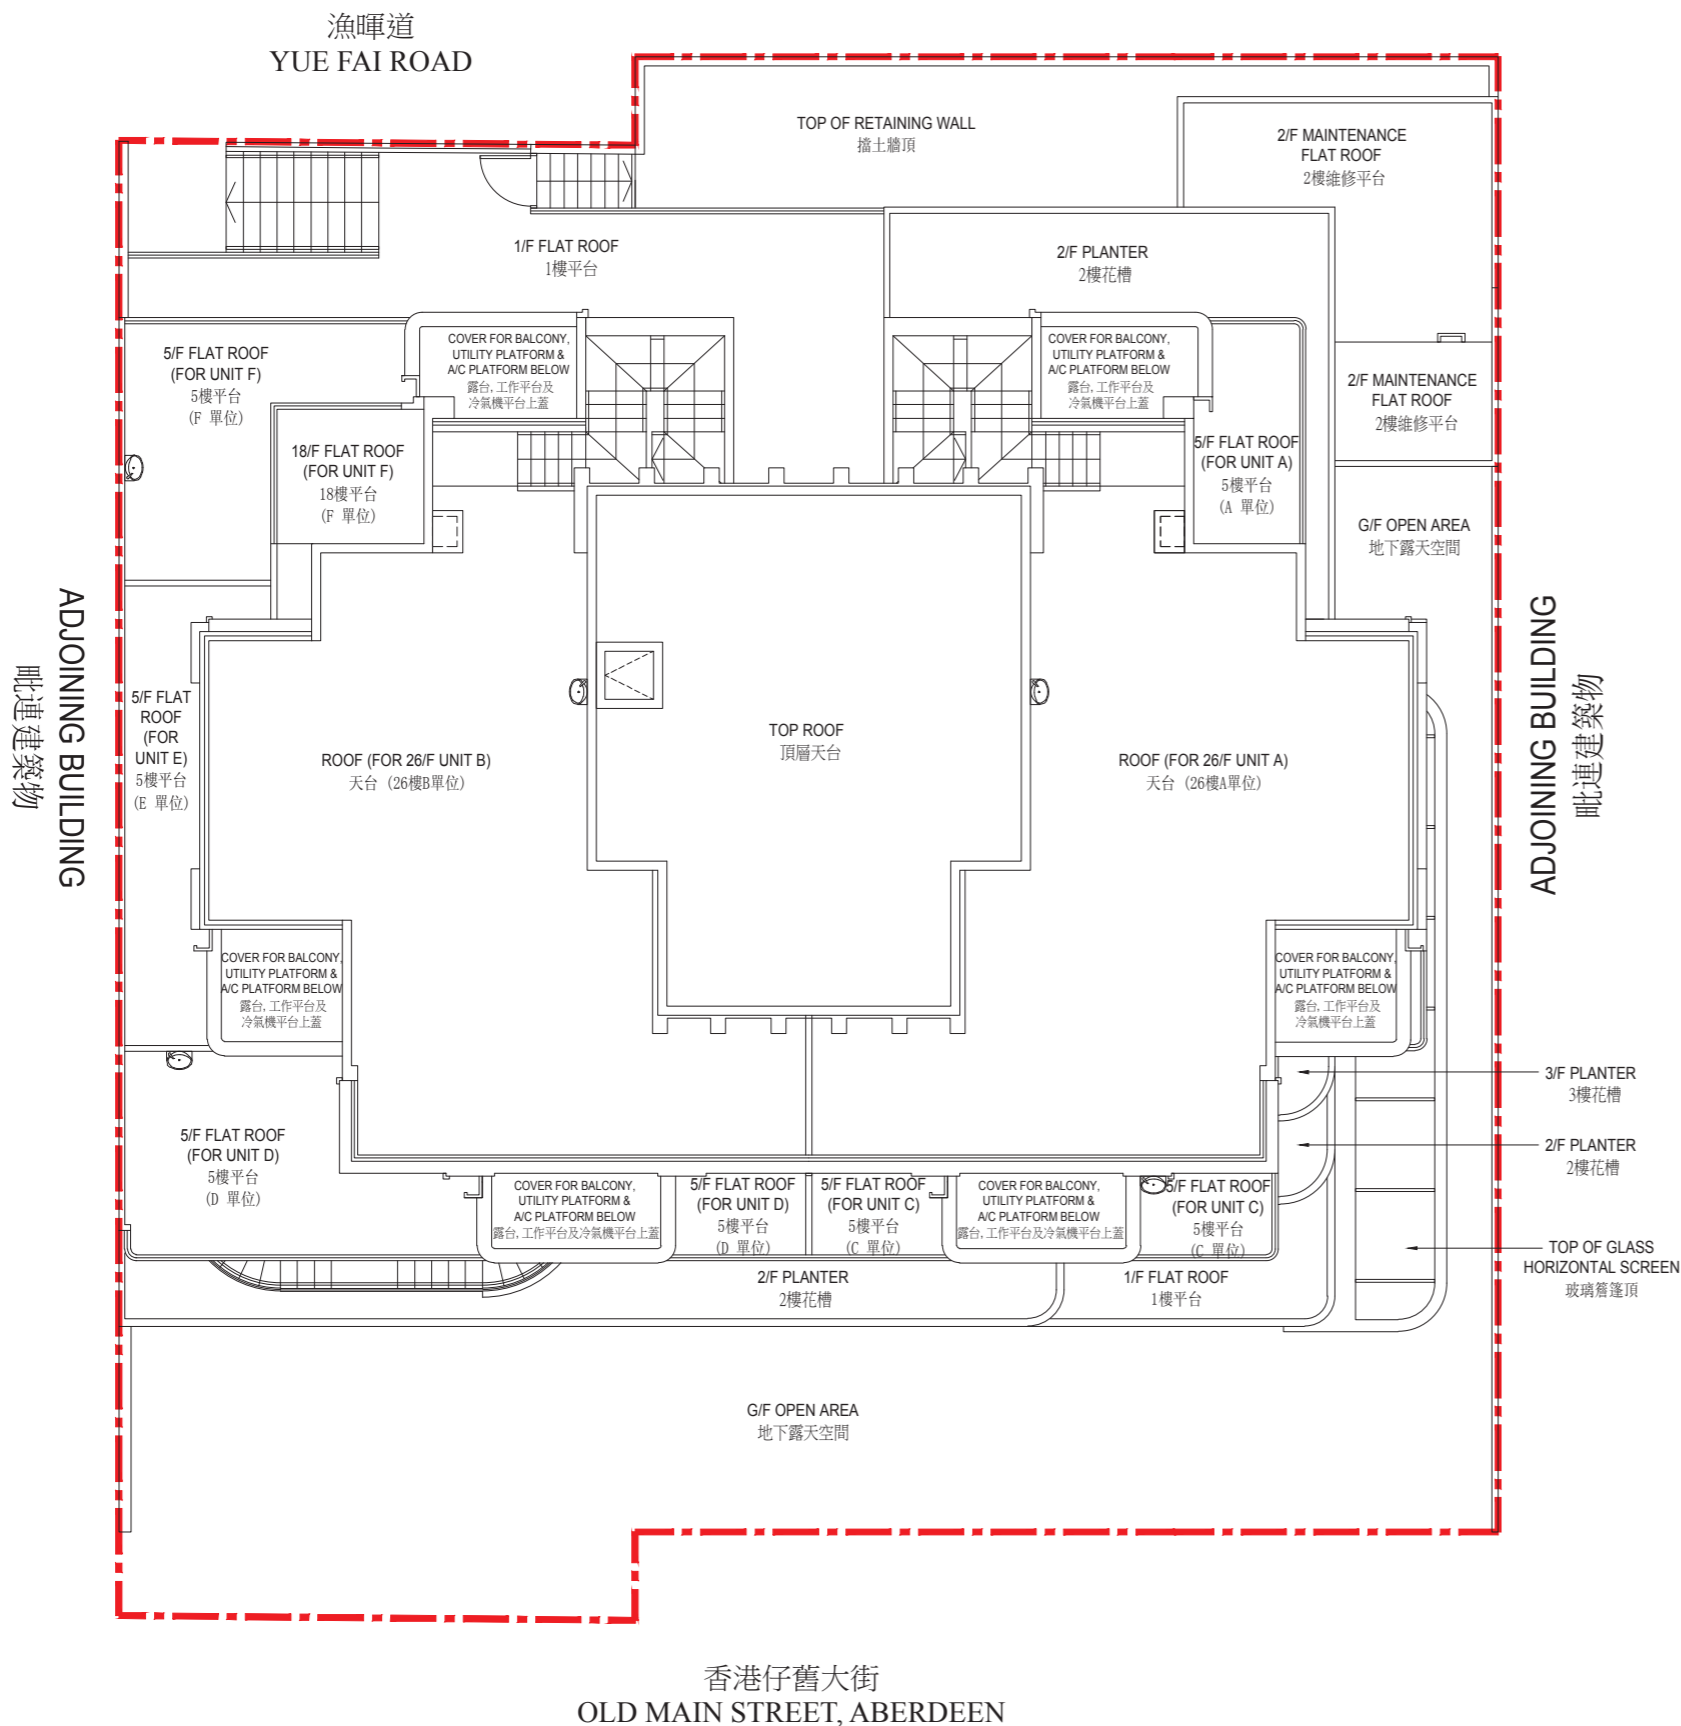 漁暉道
YUE FAI ROAD
TOP OF RETAINING WALL
擋土牆頂
2/F MAINTENANCE
FLAT ROOF
2樓維修平台
1/F FLAT ROOF
1樓平台
2/F PLANTER
2樓花槽
5/F FLAT ROOF
(FOR UNIT F)
5樓平台
(F 單位)
COVER FOR BALCONY,
UTILITY PLATFORM &
A/C PLATFORM BELOW
露台, 工作平台及
冷氣機平台上蓋
COVER FOR BALCONY,
UTILITY PLATFORM &
A/C PLATFORM BELOW
露台, 工作平台及
冷氣機平台上蓋
2/F MAINTENANCE
FLAT ROOF
2樓維修平台
18/F FLAT ROOF
(FOR UNIT F)
18樓平台
(F 單位)
5/F FLAT ROOF
(FOR UNIT A)
5樓平台
(A 單位)
G/F OPEN AREA
地下露天空間
ADJOINING BUILDING
毗連建築物
5/F FLAT
ROOF
(FOR
UNIT E)
5樓平台
(E 單位)
ROOF (FOR 26/F UNIT B)
天台 (26樓B單位)
TOP ROOF
頂層天台
ROOF (FOR 26/F UNIT A)
天台 (26樓A單位)
ADJOINING BUILDING
毗連建築物
COVER FOR BALCONY,
UTILITY PLATFORM &
A/C PLATFORM BELOW
露台, 工作平台及
冷氣機平台上蓋
COVER FOR BALCONY,
UTILITY PLATFORM &
A/C PLATFORM BELOW
露台, 工作平台及
冷氣機平台上蓋
3/F PLANTER
3樓花槽
2/F PLANTER
2樓花槽
5/F FLAT ROOF
(FOR UNIT D)
5樓平台
(D 單位)
COVER FOR BALCONY,
UTILITY PLATFORM &
A/C PLATFORM BELOW
露台, 工作平台及冷氣機平台上蓋
5/F FLAT ROOF
(FOR UNIT D)
5樓平台
(D 單位)
5/F FLAT ROOF
(FOR UNIT C)
5樓平台
(C 單位)
COVER FOR BALCONY,
UTILITY PLATFORM &
A/C PLATFORM BELOW
露台, 工作平台及冷氣機平台上蓋
5/F FLAT ROOF
(FOR UNIT C)
5樓平台
(C 單位)
TOP OF GLASS
HORIZONTAL SCREEN
玻璃簷篷頂
2/F PLANTER
2樓花槽
1/F FLAT ROOF
1樓平台
G/F OPEN AREA
地下露天空間
香港仔舊大街
OLD MAIN STREET, ABERDEEN